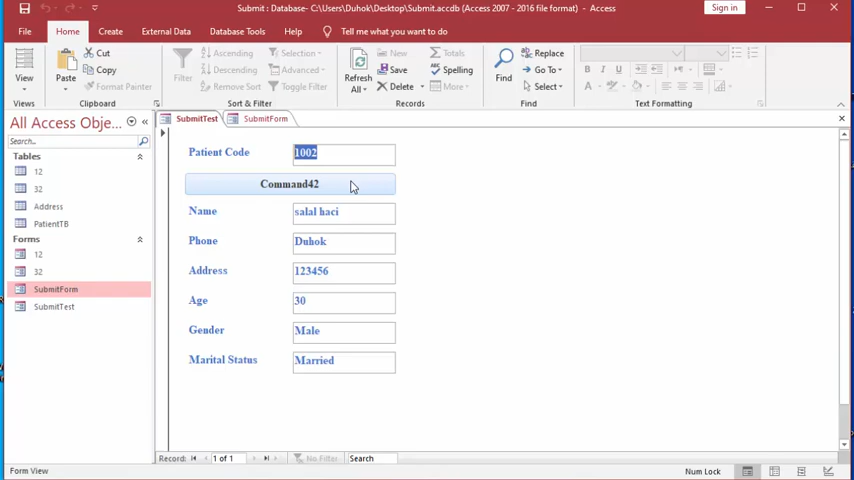 Submit : Database- C:\Users\Duhok\Desktop\Submit.accdb (Access 2007 - 2016 file format) - Access
Sign in
File Home Create External Data Database Tools Help Tell me what you want to do
View
Views
Paste
Cut
Copy
Format Painter
Clipboard
Filter
Ascending
Descending
Remove Sort
Selection
Advanced
Toggle Filter
Sort & Filter
Refresh
All
New
Save
Delete
Totals
Spelling
More
Records
Find
Replace
Go To
Select
Find
B I U
A
Text Formatting
All Access Obje...
Search...
Tables
12
32
Address
PatientTB
Forms
12
32
SubmitForm
SubmitTest
SubmitTest SubmitForm
Patient Code 1002
Command42
Name salal haci
Phone Duhok
Address 123456
Age 30
Gender Male
Marital Status Married
Record: 1 of 1 No Filter Search
Form View
Num Lock